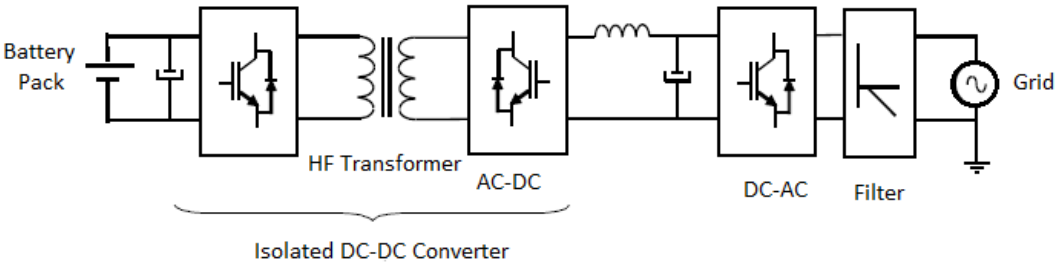 Battery
Pack
HF Transformer
AC-DC
DC-AC
Filter
Grid
Isolated DC-DC Converter